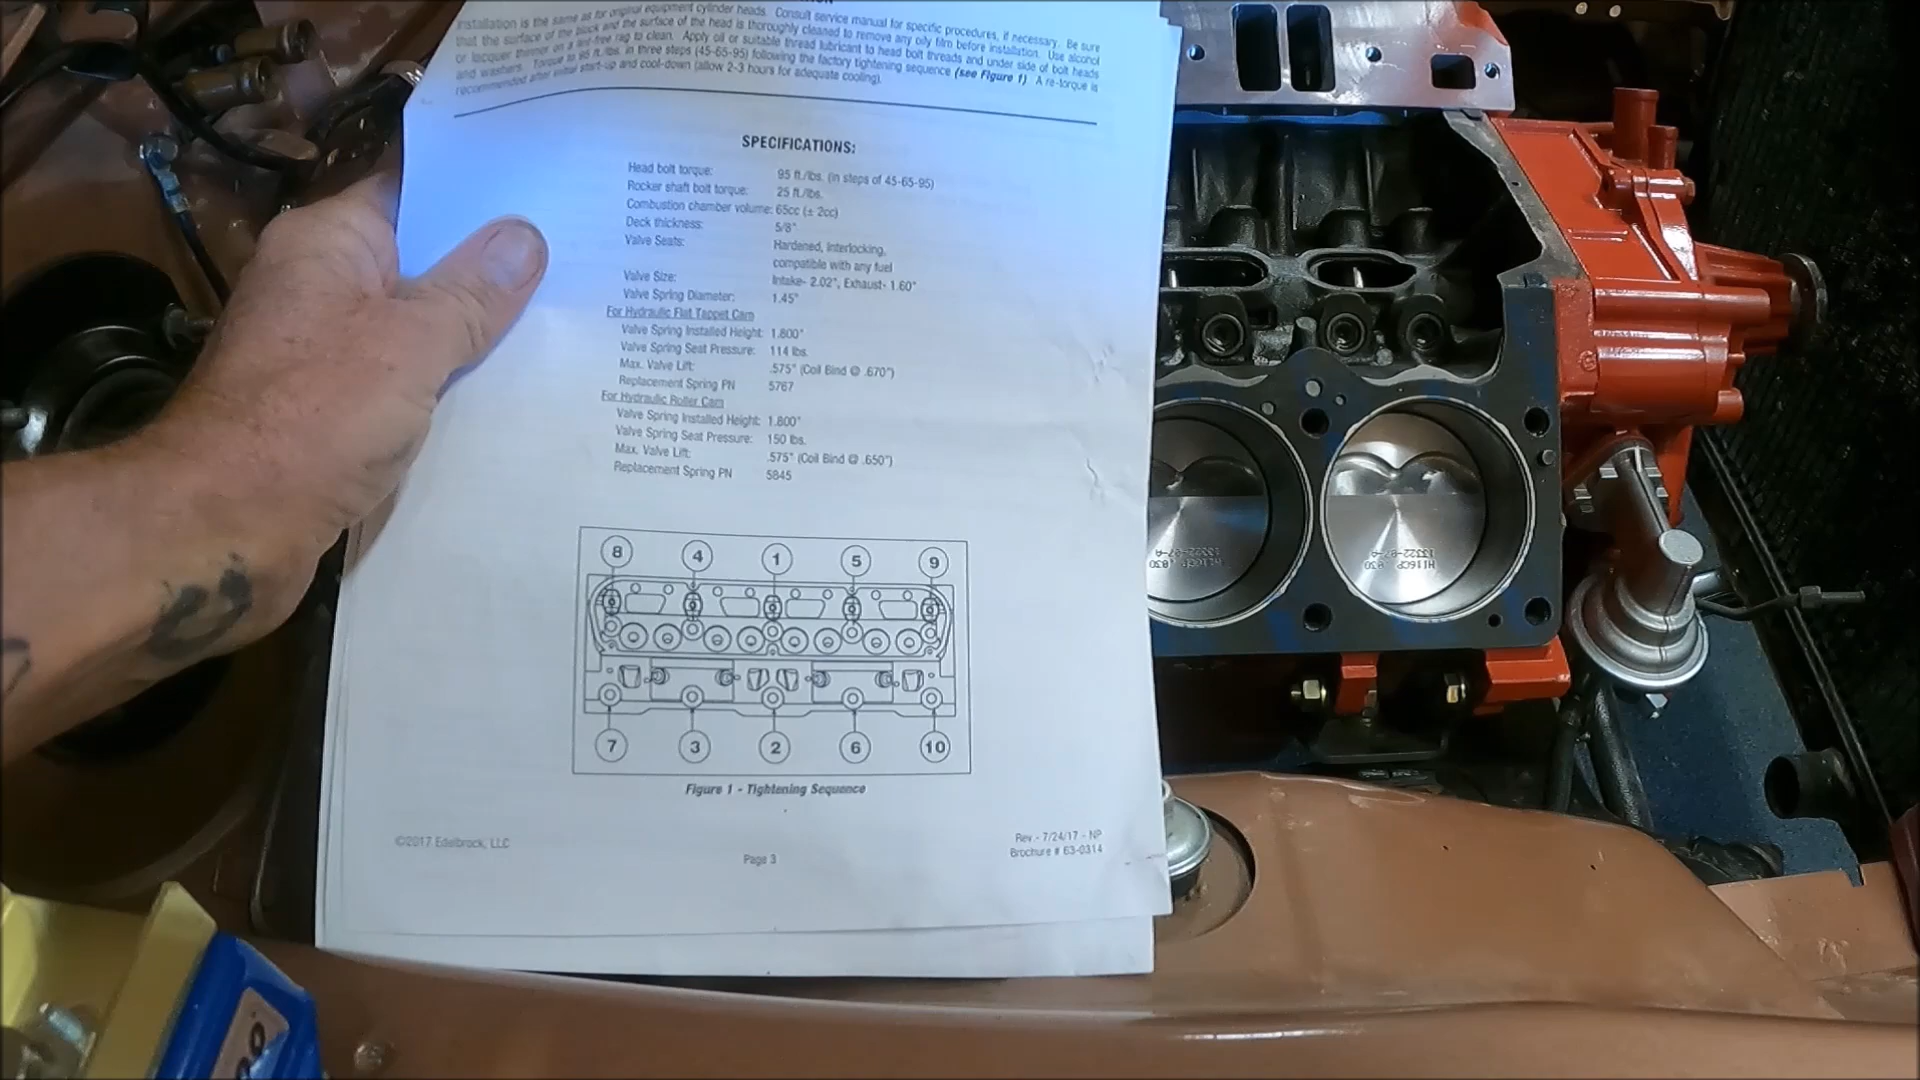 installation is the same as for original equipment cylinder heads. Consult service manual for specific procedures, if necessary. Be sure
that the surface of the block and the surface of the head is thoroughly cleaned to remove any oily film before installation. Use alcohol
or lacquer thinner on a lint-free rag to clean. Apply oil or suitable thread lubricant to head bolt threads and under side of bolt heads
and washers. Torque to 95 ft./lbs. in three steps (45-65-95) following the factory tightening sequence (see Figure 1). A re-torque is
recommended after initial start-up and cool-down (allow 2-3 hours for adequate cooling).
SPECIFICATIONS:
Head bolt torque: 95 ft./lbs. (in steps of 45-65-95)
Rocker shaft bolt torque: 25 ft./lbs.
Combustion chamber volume: 65cc (± 2cc)
Deck thickness: 5/8"
Valve Seats: Hardened, Interlocking,
compatible with any fuel
Valve Size: Intake- 2.02", Exhaust- 1.60"
Valve Spring Diameter: 1.45"
For Hydraulic Flat Tappet Cam
Valve Spring Installed Height: 1.800"
Valve Spring Seat Pressure: 114 lbs.
Max. Valve Lift: .575" (Coil Bind @ .670")
Replacement Spring PN 5767
For Hydraulic Roller Cam
Valve Spring Installed Height: 1.800"
Valve Spring Seat Pressure: 150 lbs.
Max. Valve Lift: .575" (Coil Bind @ .650")
Replacement Spring PN 5845
8 4 1 5 9
7 3 2 6 10
Figure 1 - Tightening Sequence
©2017 Edelbrock, LLC
Page 3
Rev - 7/24/17 - NP
Brochure # 63-0314
H116CP .030